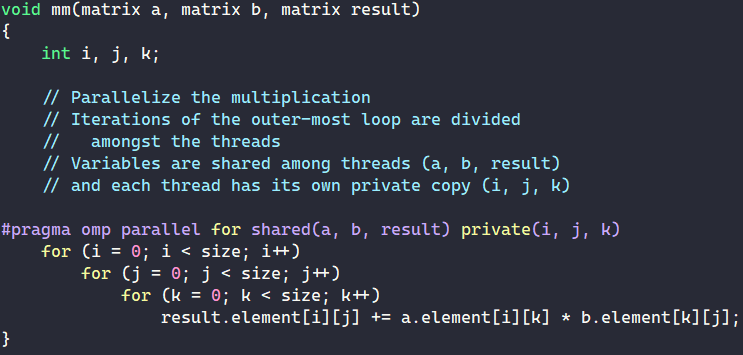 void mm(matrix a, matrix b, matrix result)
{
    int i, j, k;

    // Parallelize the multiplication
    // Iterations of the outer-most loop are divided
    //   amongst the threads
    // Variables are shared among threads (a, b, result)
    // and each thread has its own private copy (i, j, k)

#pragma omp parallel for shared(a, b, result) private(i, j, k)
    for (i = 0; i < size; i++)
        for (j = 0; j < size; j++)
            for (k = 0; k < size; k++)
                result.element[i][j] += a.element[i][k] * b.element[k][j];
}